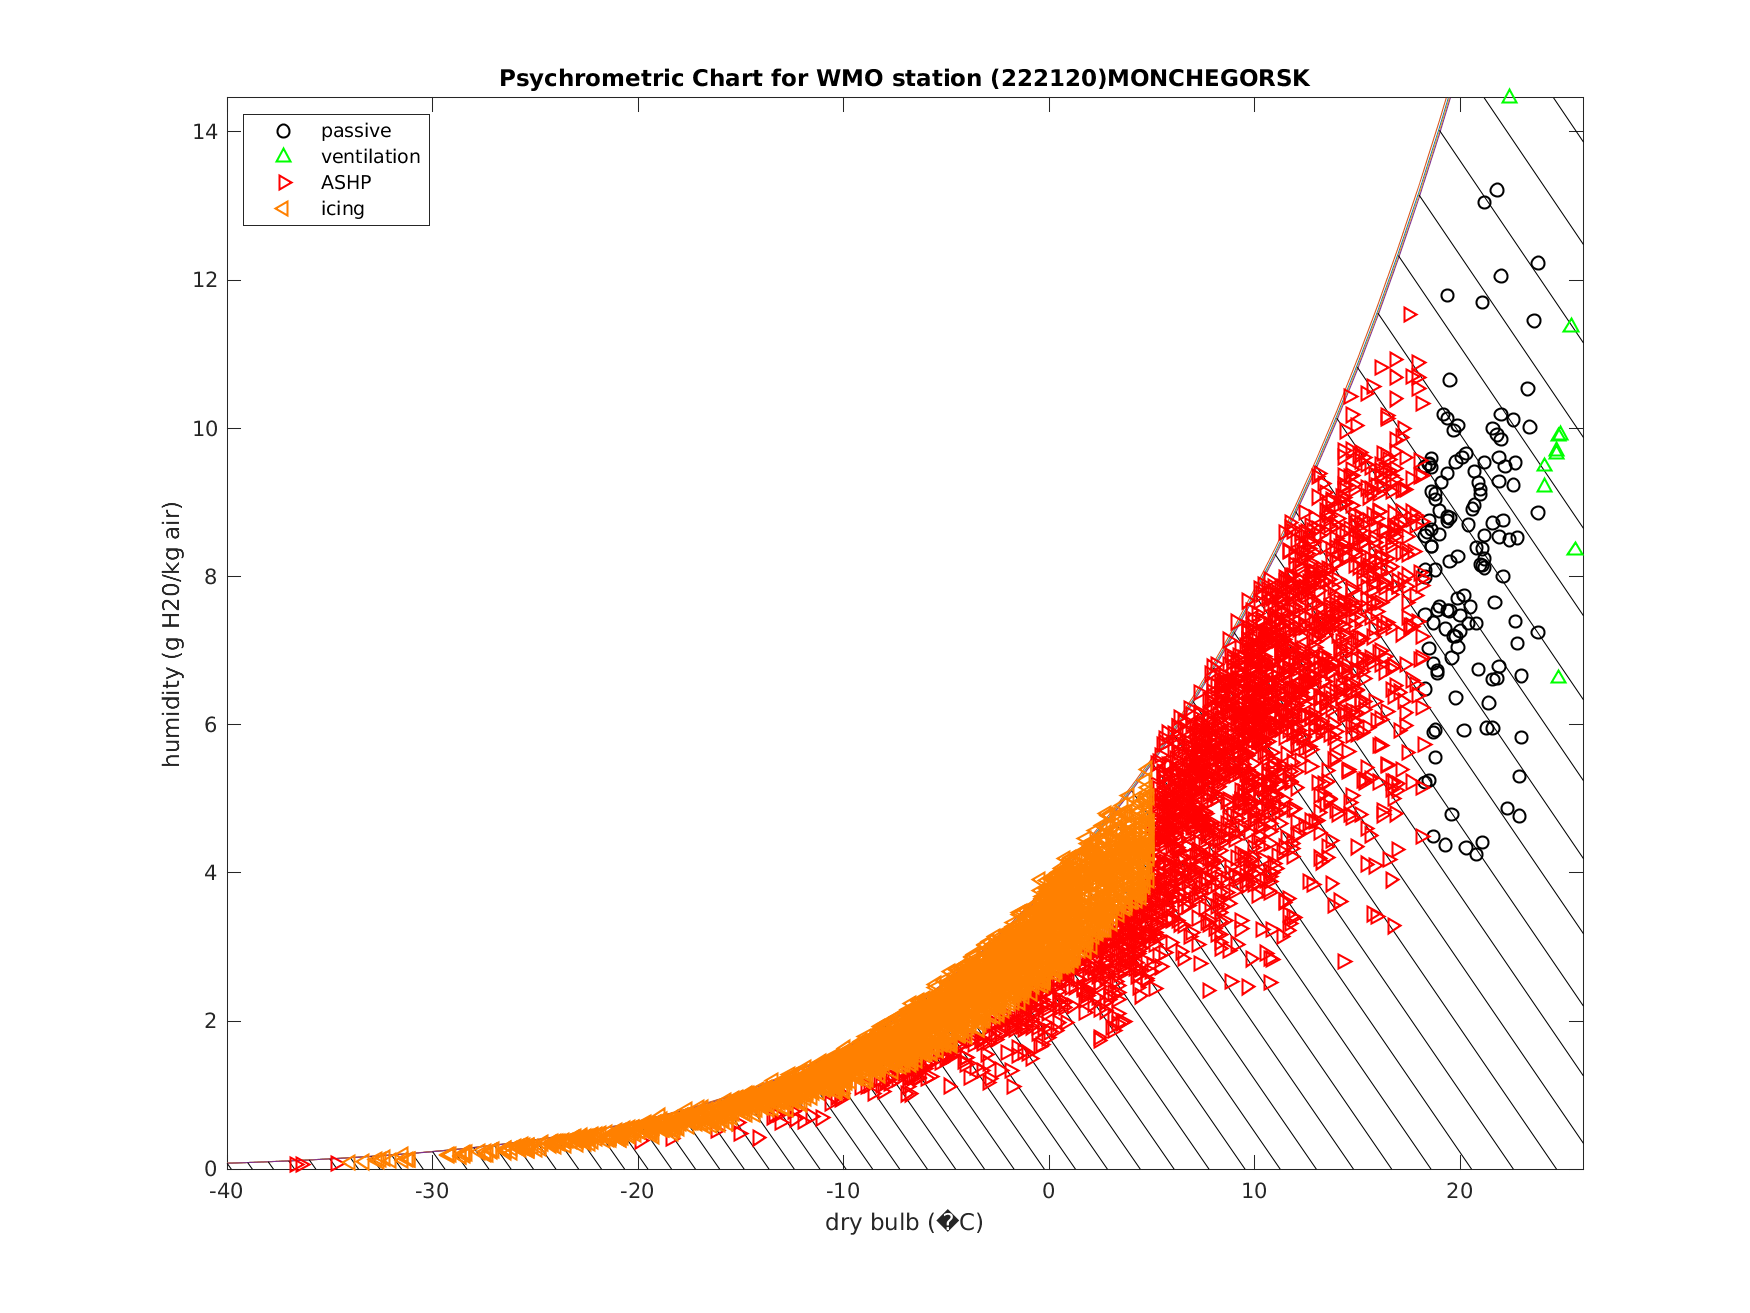 Psychrometric Chart for WMO station (222120)MONCHEGORSK
passive
ventilation
ASHP
icing
14
12
10
8
6
4
2
0
humidity (g H20/kg air)
-40 -30 -20 -10 0 10 20
dry bulb (�C)